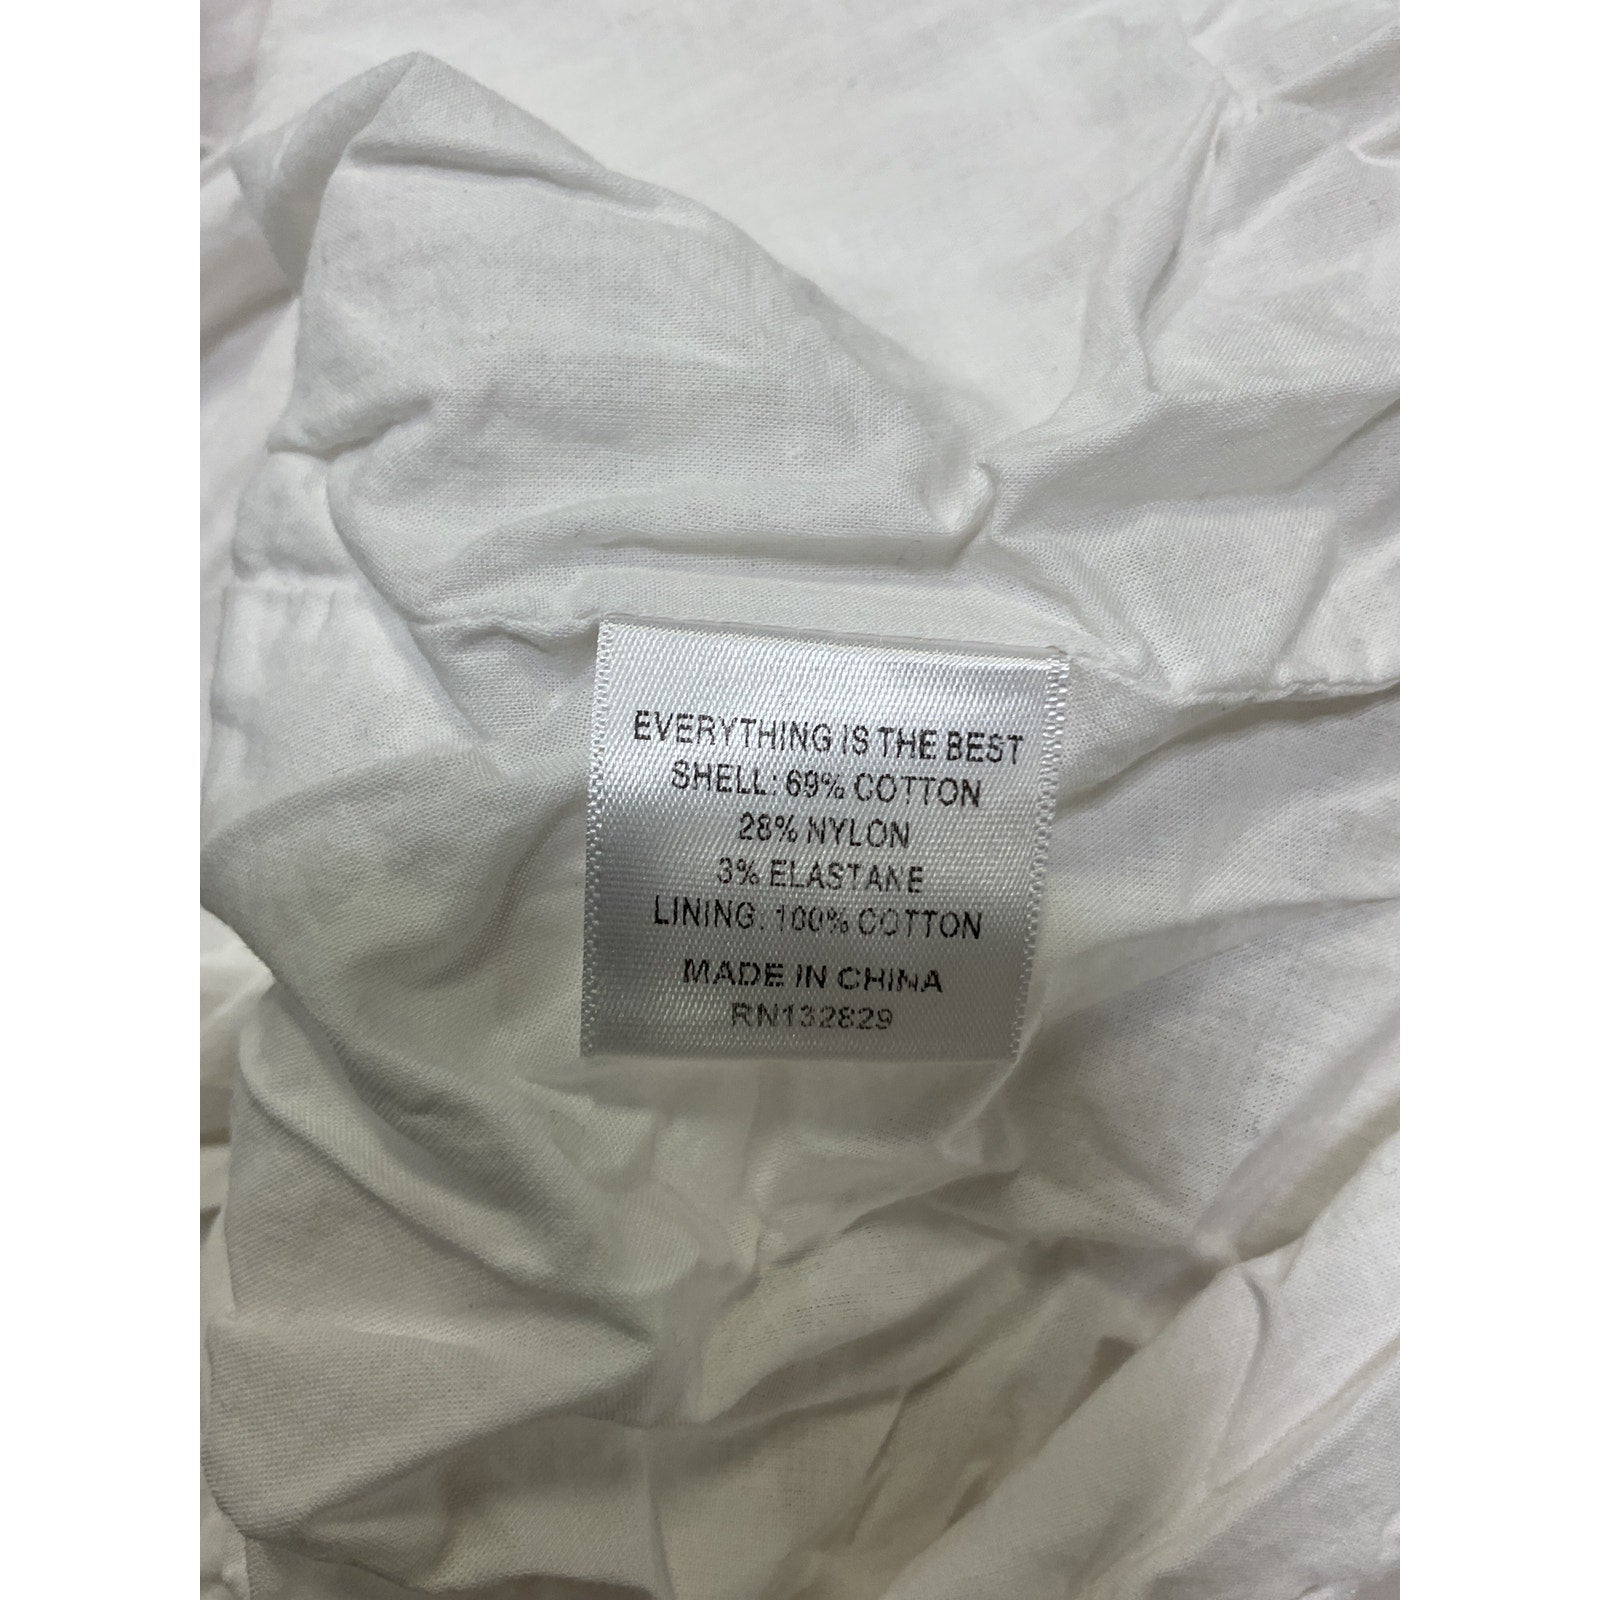 EVERYTHING IS THE BEST
SHELL: 69% COTTON
28% NYLON
3% ELASTANE
LINING: 100% COTTON
MADE IN CHINA
RN132829